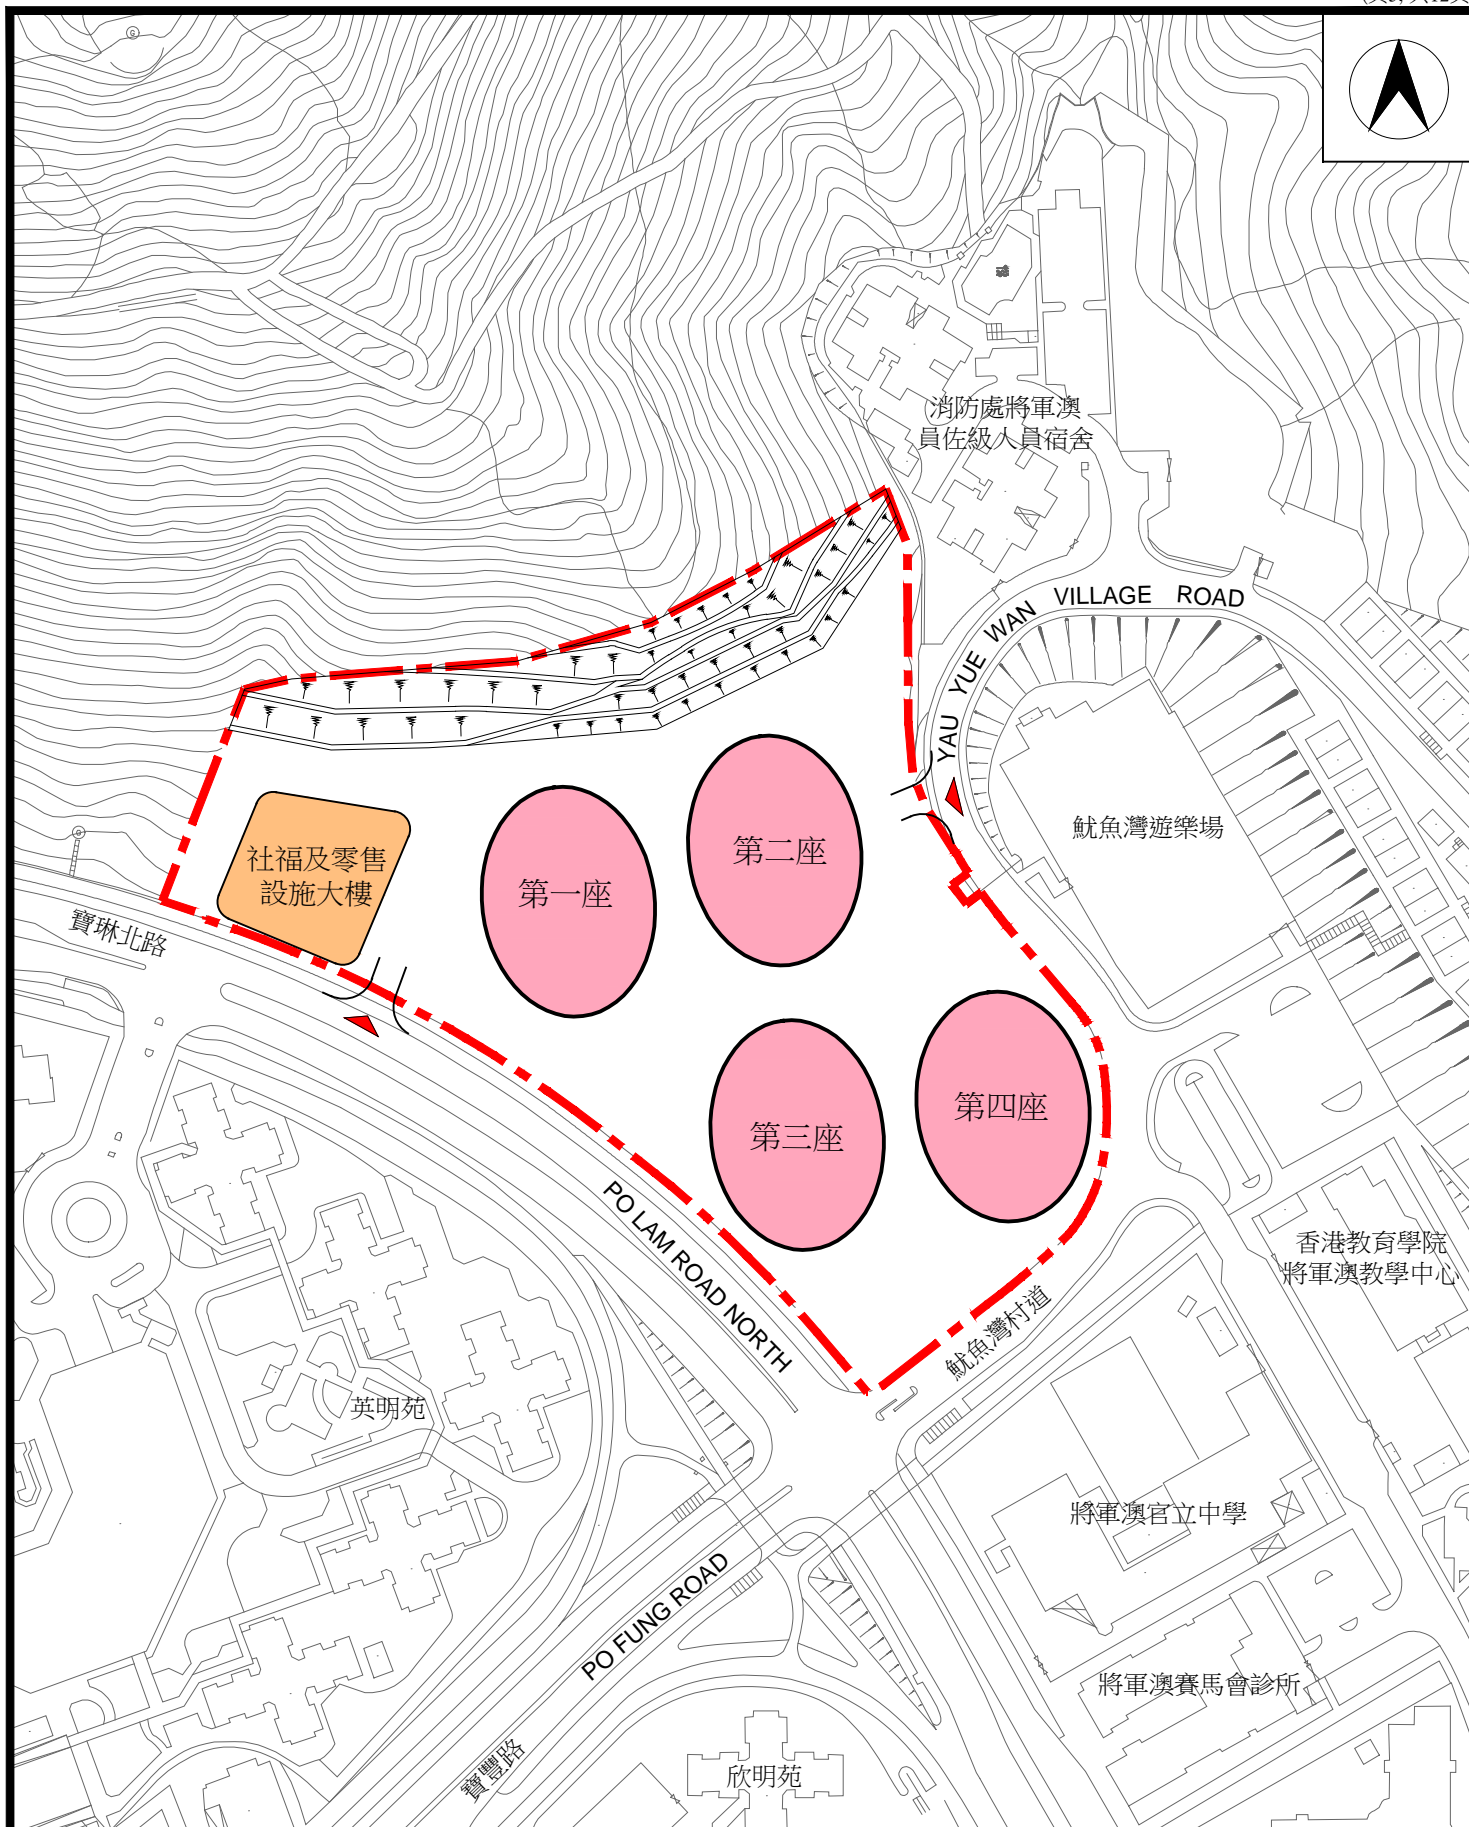 消防處將軍澳
員佐級人員宿舍
YAU YUE WAN VILLAGE ROAD
魷魚灣遊樂場
社福及零售
設施大樓
第一座
第二座
第三座
第四座
寶琳北路
PO LAM ROAD NORTH
魷魚灣村道
香港教育學院
將軍澳教學中心
英明苑
將軍澳官立中學
PO FUNG ROAD
寶豐路
將軍澳賽馬會診所
欣明苑